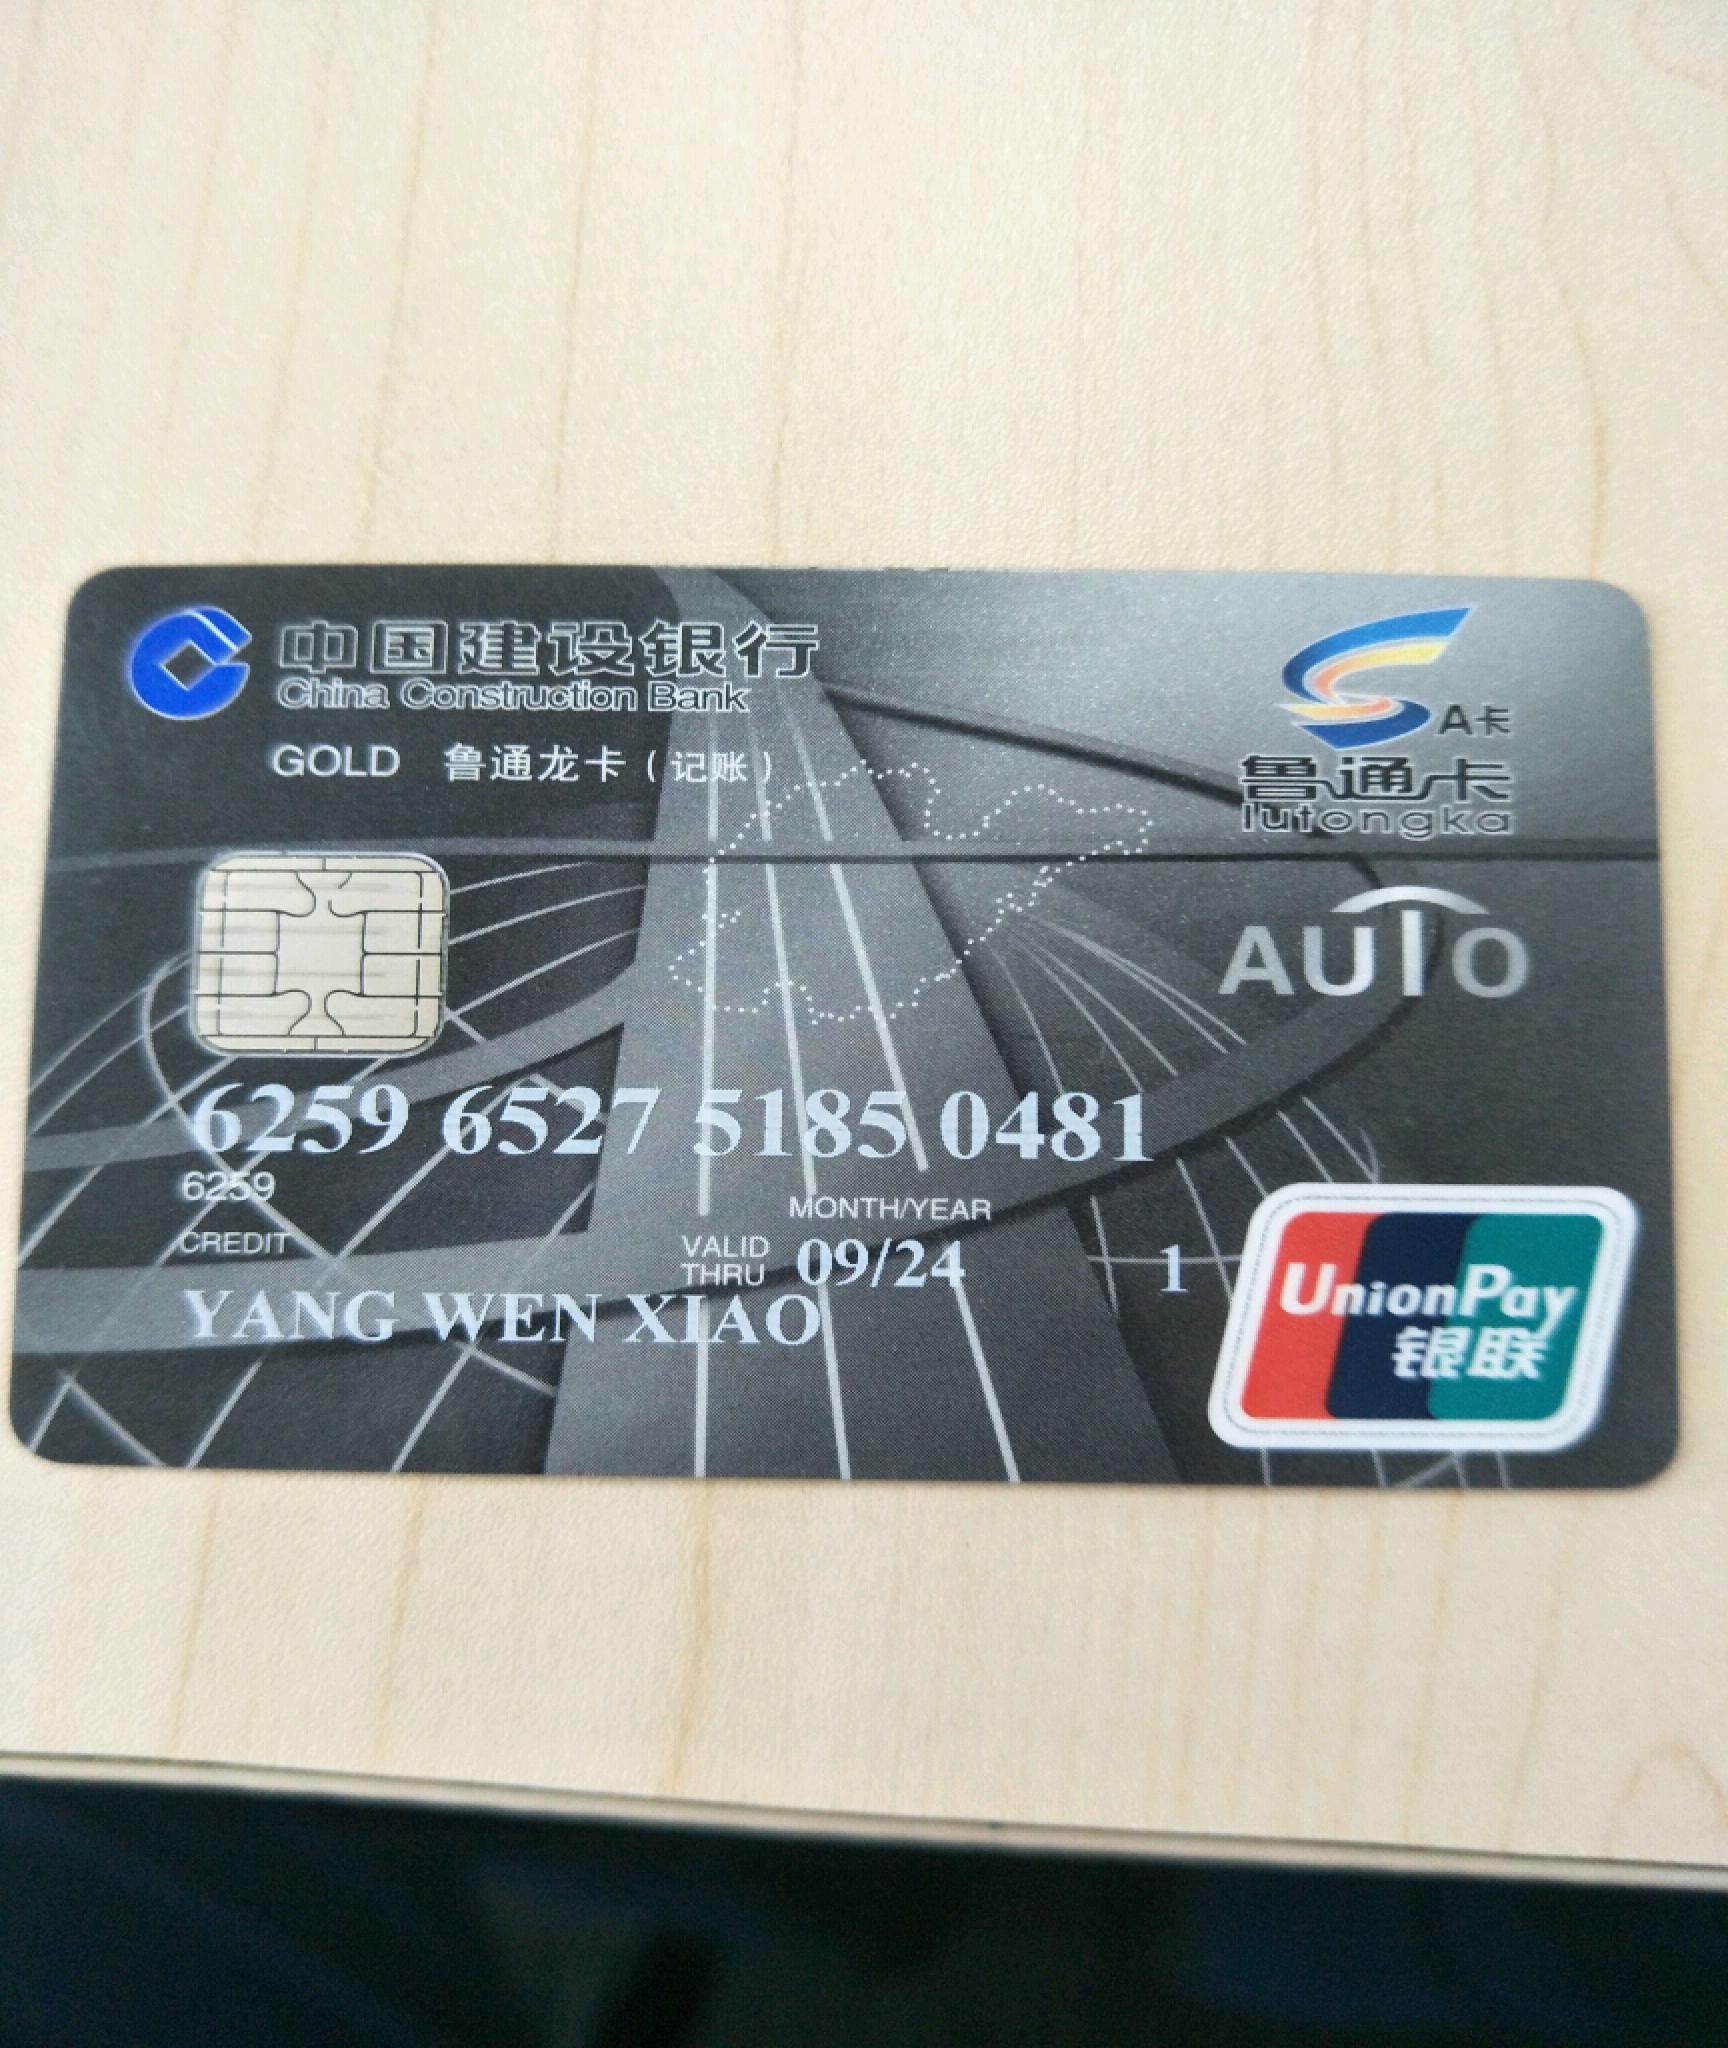 中国建设银行
China Construction Bank
GOLD 鲁通龙卡(记账)
A卡
鲁通卡
lutongka
AUTO
6259 6527 5185 0481
6259
MONTH/YEAR
CREDIT
VALID THRU 09/24 1
YANG WEN XIAO
UnionPay
银联